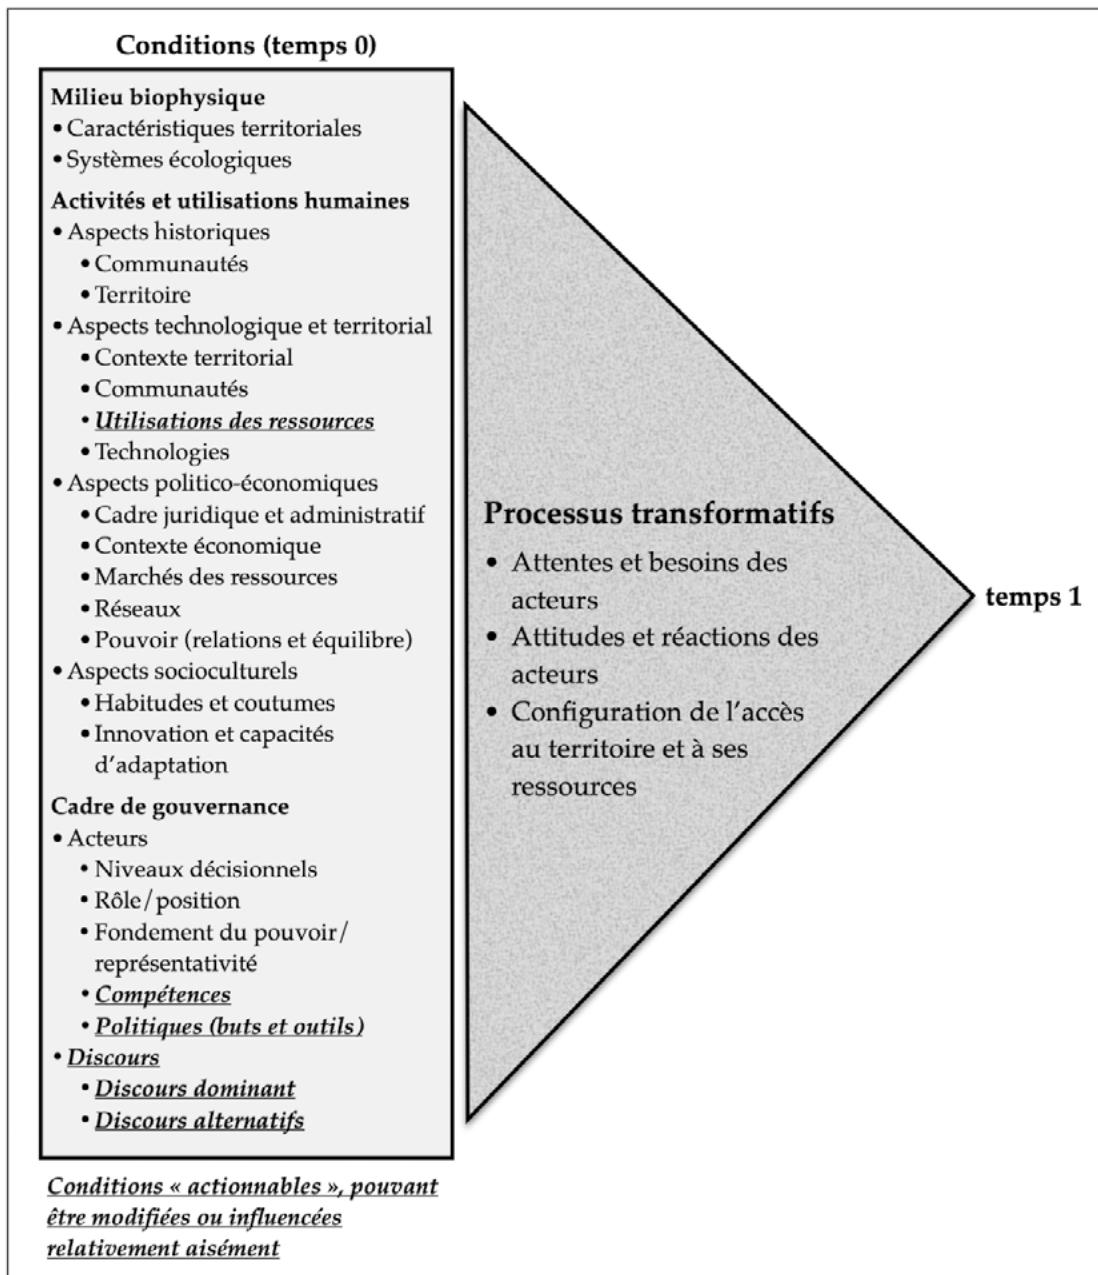 Conditions (temps 0)
Milieu biophysique
• Caractéristiques territoriales
• Systèmes écologiques
Activités et utilisations humaines
• Aspects historiques
• Communautés
• Territoire
• Aspects technologique et territorial
• Contexte territorial
• Communautés
• Utilisations des ressources
• Technologies
• Aspects politico-économiques
• Cadre juridique et administratif
• Contexte économique
• Marchés des ressources
• Réseaux
• Pouvoir (relations et équilibre)
• Aspects socioculturels
• Habitudes et coutumes
• Innovation et capacités
d'adaptation
Cadre de gouvernance
• Acteurs
• Niveaux décisionnels
• Rôle/position
• Fondement du pouvoir/
représentativité
• Compétences
• Politiques (buts et outils)
• Discours
• Discours dominant
• Discours alternatifs
Conditions « actionnables », pouvant
être modifiées ou influencées
relativement aisément
Processus transformatifs
• Attentes et besoins des
acteurs
• Attitudes et réactions des
acteurs
• Configuration de l'accès
au territoire et à ses
ressources
temps 1